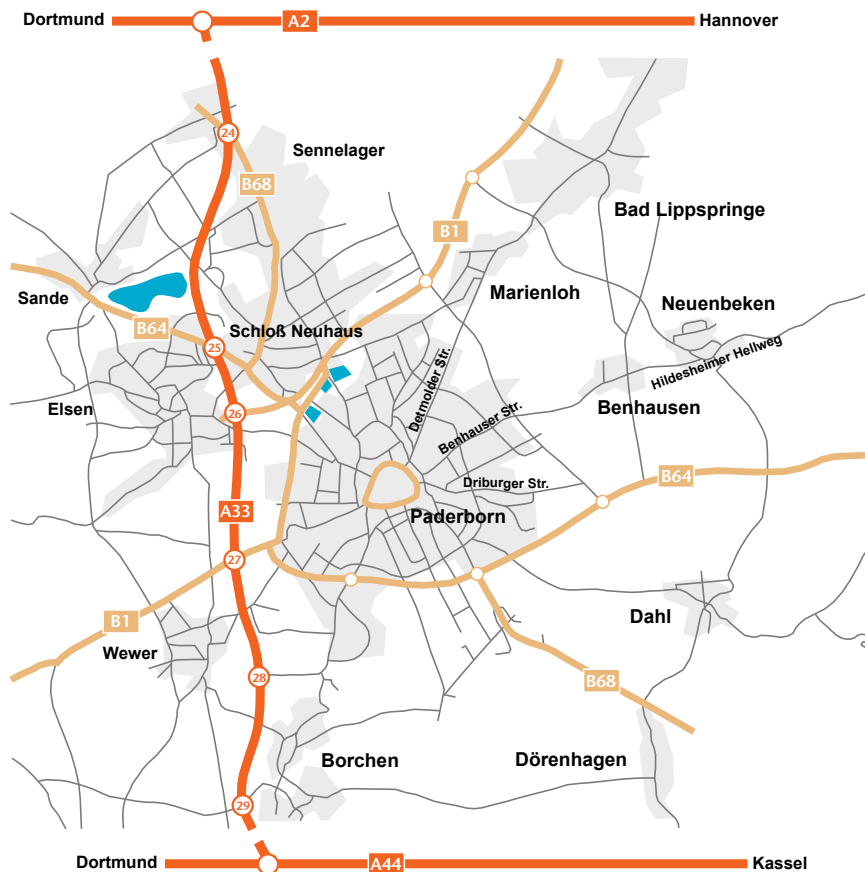 Dortmund
A2
Hannover
24
Sennelager
B68
Bad Lippspringe
B1
Marienloh
Sande
Neuenbeken
B64
Schloß Neuhaus
25
Hildesheimer Hellweg
Detmolder Str.
Elsen
26
Benhausen
Benhauser Str.
B64
Driburger Str.
A33
Paderborn
27
B1
Dahl
Wewer
28
B68
Borchen
Dörenhagen
29
Dortmund
A44
Kassel